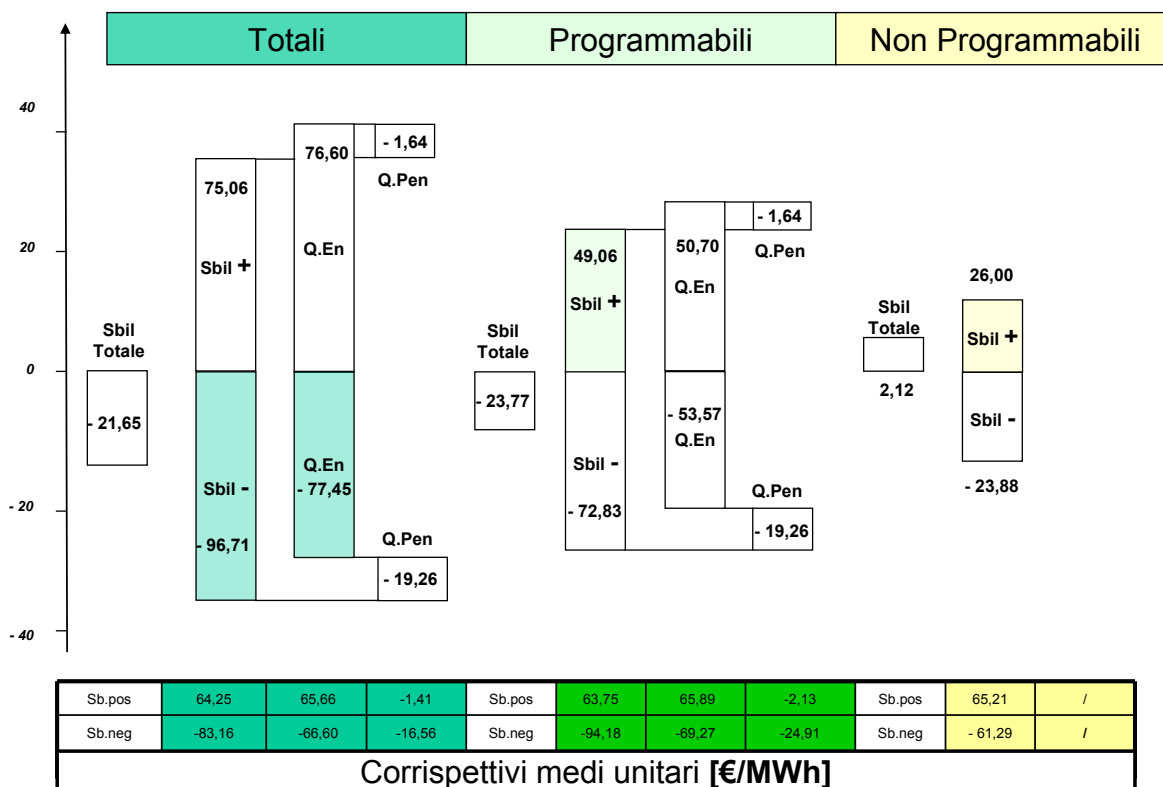 Totali Programmabili Non Programmabili
40
20
0
- 20
- 40
Sbil
Totale
- 21,65
75,06
Sbil +
Sbil -
- 96,71
76,60
Q.En
Q.En
- 77,45
- 1,64
Q.Pen
Q.Pen
- 19,26
Sbil
Totale
- 23,77
49,06
Sbil +
Sbil -
- 72,83
50,70
Q.En
- 53,57
Q.En
- 1,64
Q.Pen
Q.Pen
- 19,26
Sbil
Totale
2,12
26,00
Sbil +
Sbil -
- 23,88
Sb.pos 64,25 65,66 -1,41 Sb.pos 63,75 65,89 -2,13 Sb.pos 65,21 /
Sb.neg -83,16 -66,60 -16,56 Sb.neg -94,18 -69,27 -24,91 Sb.neg - 61,29 /
Corrispettivi medi unitari [€/MWh]